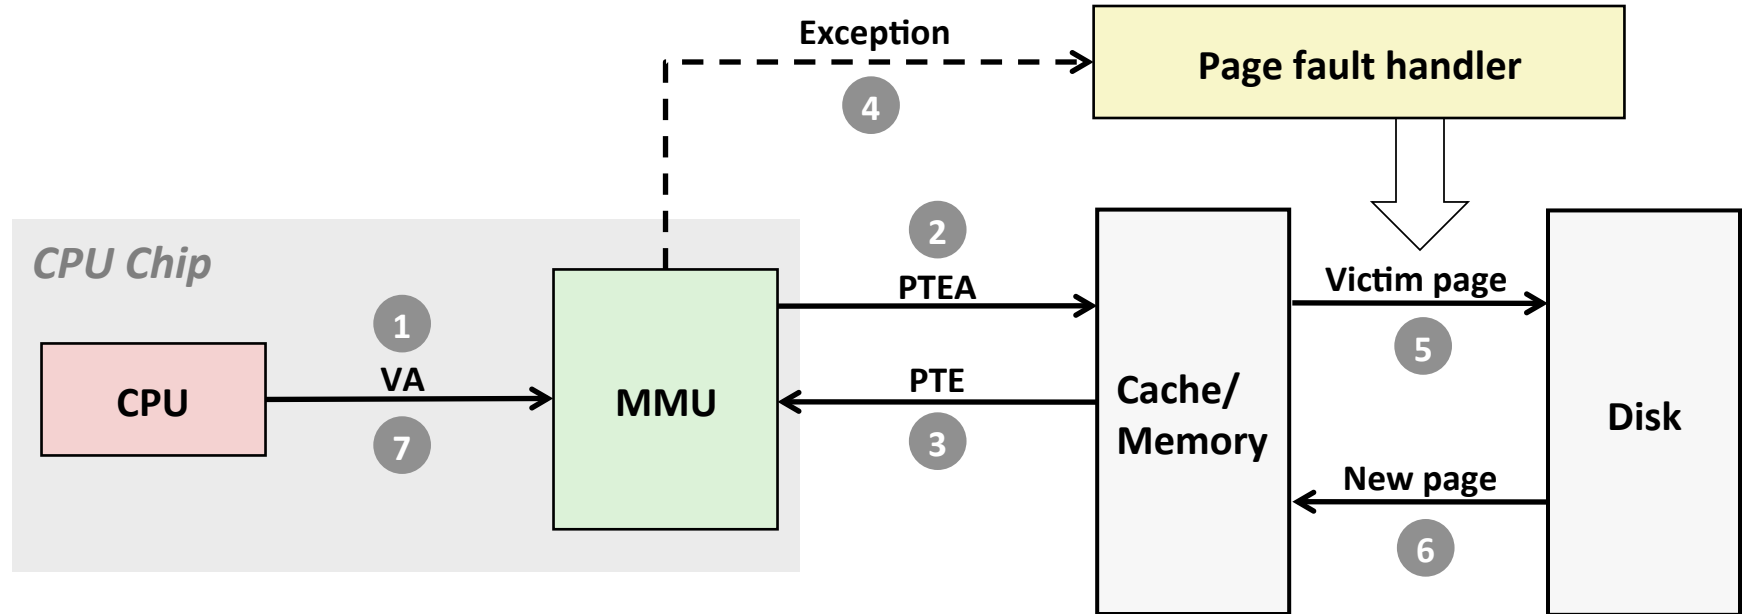 Exception
Page fault handler
4
CPU Chip
2
PTEA
Victim page
1
5
VA
CPU
MMU
PTE
Cache/
Memory
Disk
7
3
New page
6